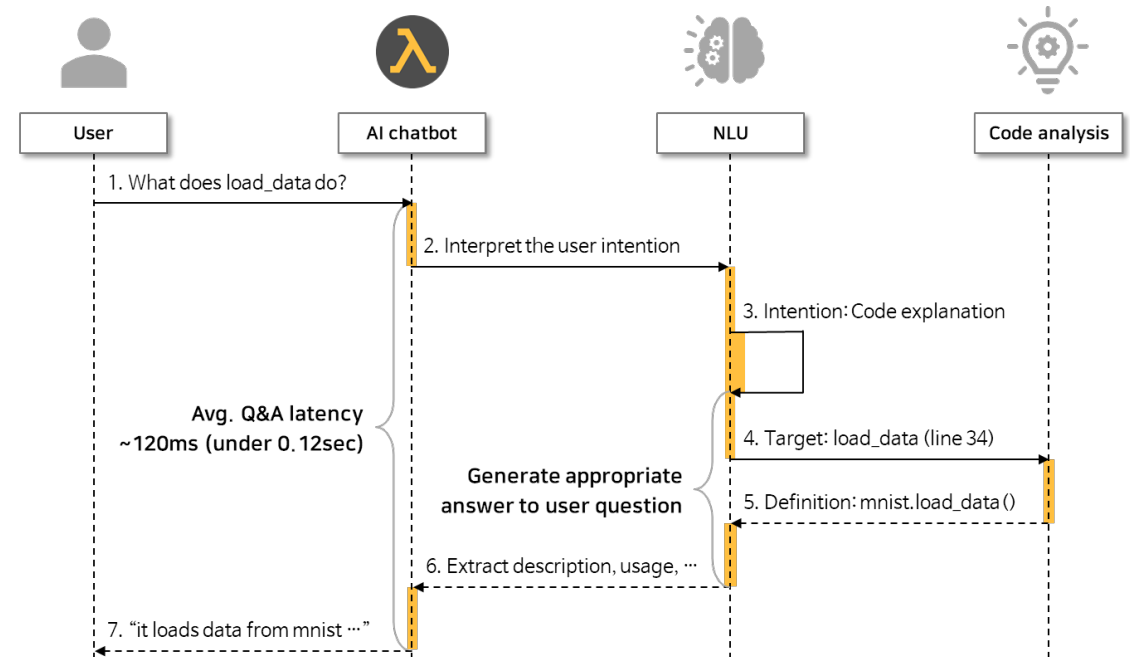 User
AI chatbot
NLU
Code analysis
1. What does load_data do?
2. Interpret the user intention
3. Intention: Code explanation
Avg. Q&A latency
~120ms (under 0.12sec)
4. Target: load_data (line 34)
Generate appropriate
answer to user question
5. Definition: mnist.load_data()
6. Extract description, usage, ⋯
7. “it loads data from mnist ⋯”